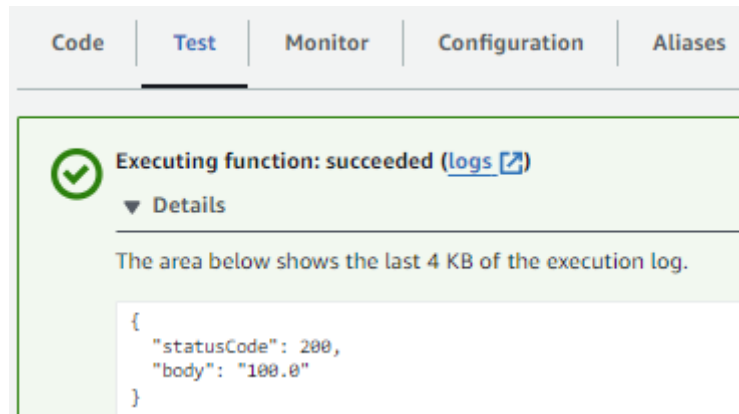 Code Test Monitor Configuration Aliases
Executing function: succeeded (logs)
Details
The area below shows the last 4 KB of the execution log.
{
"statusCode": 200,
"body": "100.0"
}